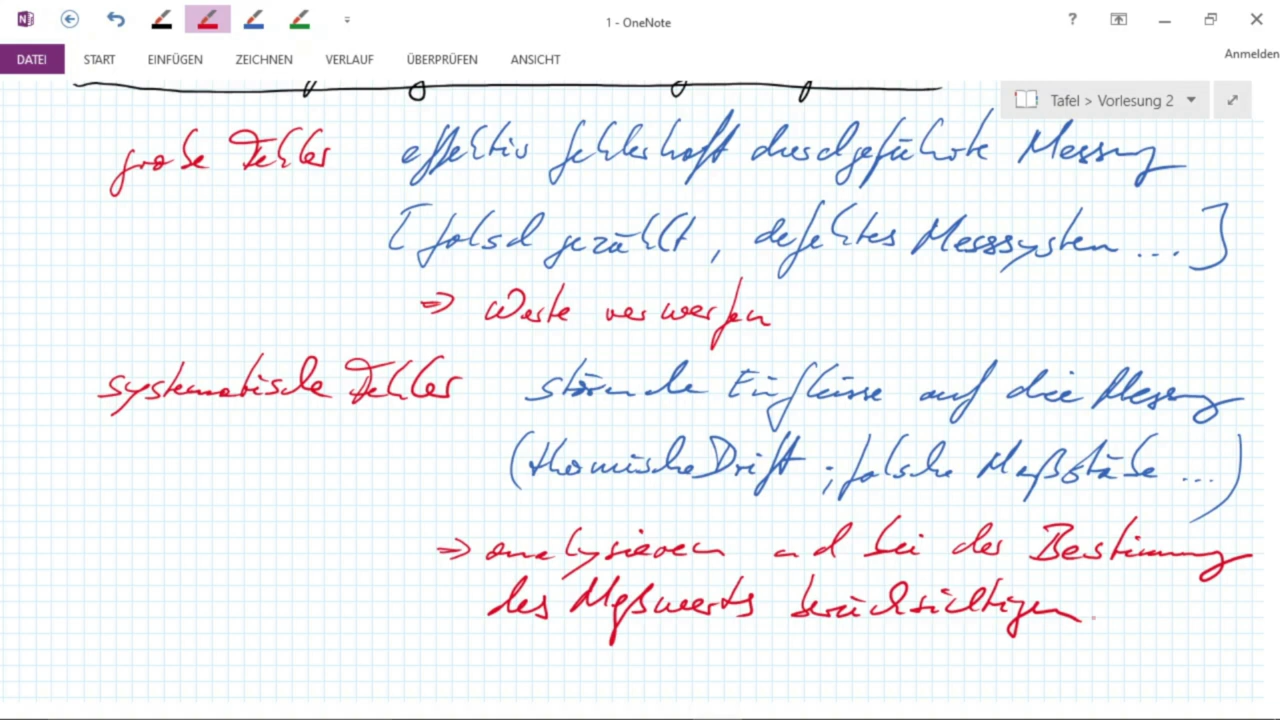 1 - OneNote
?
Anmelden
DATEI START EINFÜGEN ZEICHNEN VERLAUF ÜBERPRÜFEN ANSICHT
Tafel > Vorlesung 2
grobe Fehler effektiv fehlerhaft durchgeführte Messung
[falsch gezählt, defektes Messsystem ...]
⇒ Werte verwerfen
systematische Fehler störende Einflüsse auf die Messung
(thermische Drift ; falsche Maßstäbe ...)
⇒ analysieren und bei der Bestimmung
des Meßwerts berücksichtigen